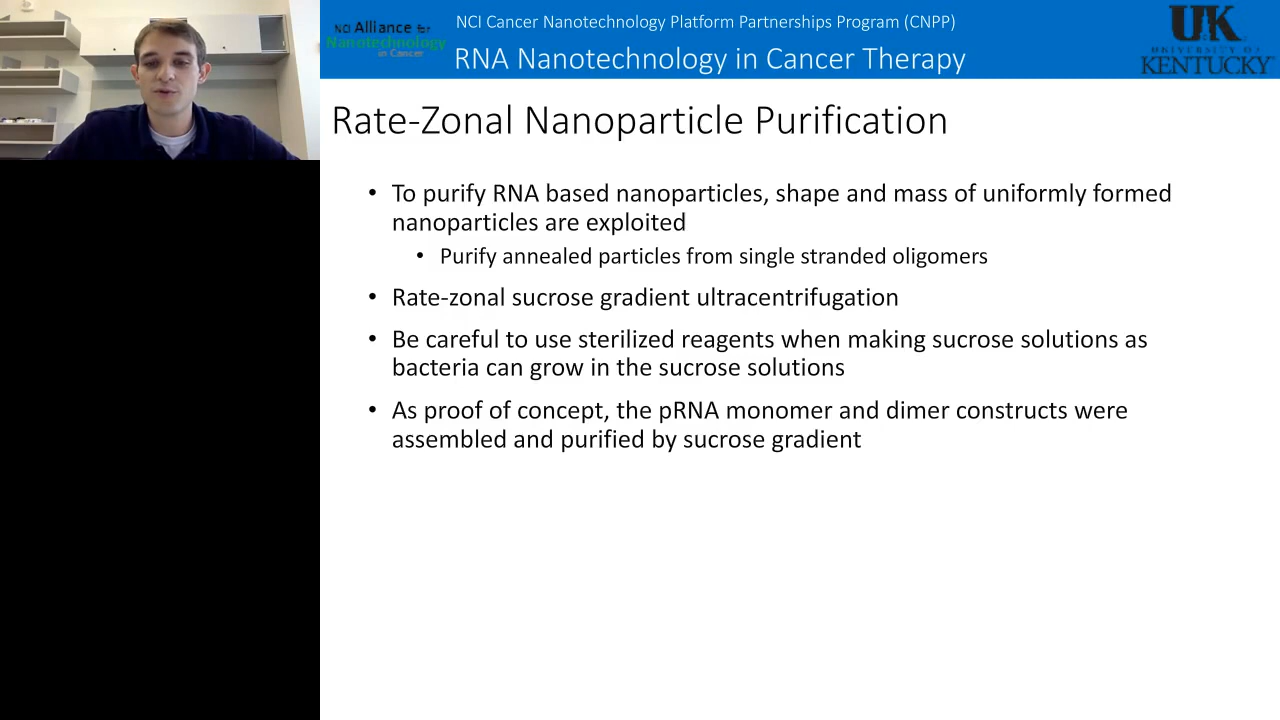 NCI Alliance for
Nanotechnology
in Cancer
NCI Cancer Nanotechnology Platform Partnerships Program (CNPP)
RNA Nanotechnology in Cancer Therapy
UK
UNIVERSITY OF
KENTUCKY
Rate-Zonal Nanoparticle Purification
• To purify RNA based nanoparticles, shape and mass of uniformly formed
nanoparticles are exploited
• Purify annealed particles from single stranded oligomers
• Rate-zonal sucrose gradient ultracentrifugation
• Be careful to use sterilized reagents when making sucrose solutions as
bacteria can grow in the sucrose solutions
• As proof of concept, the pRNA monomer and dimer constructs were
assembled and purified by sucrose gradient